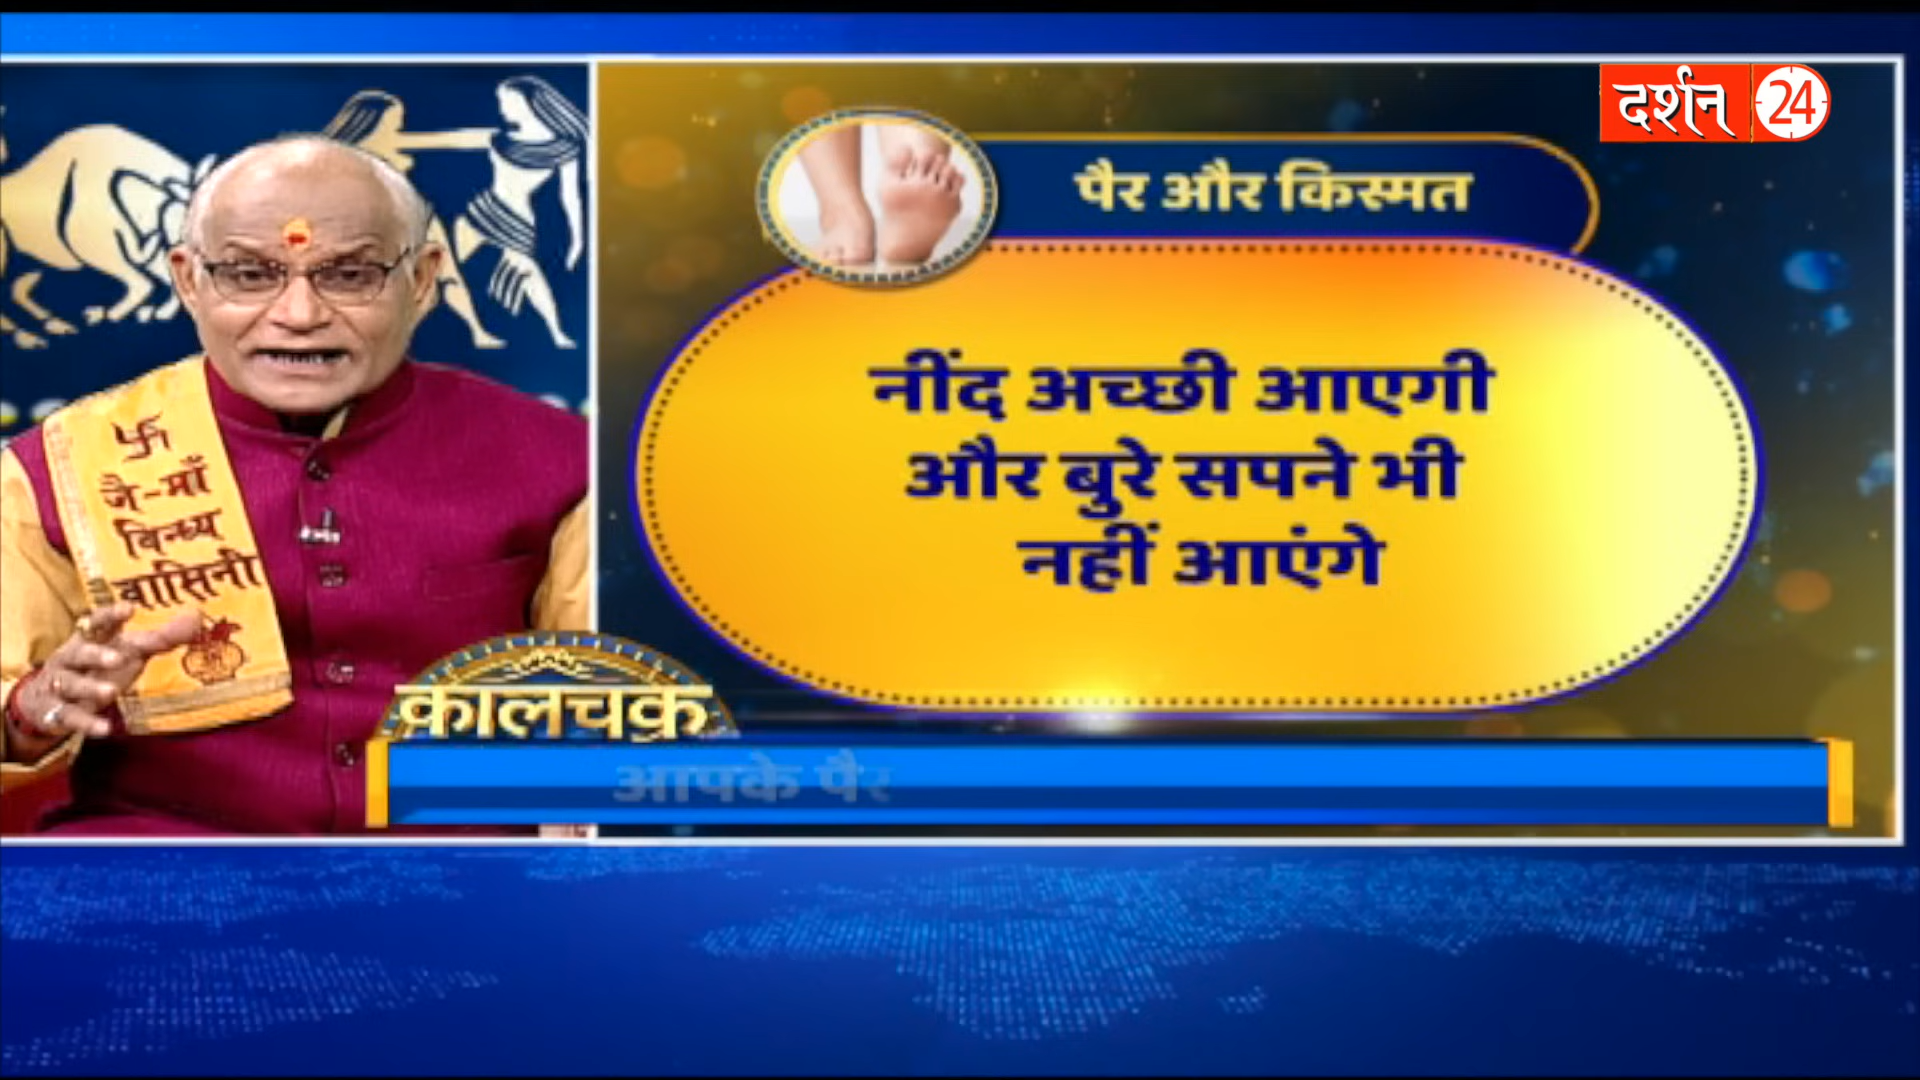 दर्शन 24
पैर और किस्मत
नींद अच्छी आएगी
और बुरे सपने भी
नहीं आएंगे
जै-माँ
विन्ध्य
वासिनी
कालचक्र
आपके पैर